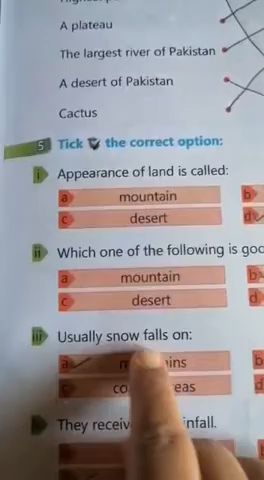 A plateau
The largest river of Pakistan
A desert of Pakistan
Cactus
5 Tick the correct option:
i Appearance of land is called:
a mountain b
c desert d
ii Which one of the following is
a mountain b
c desert d
iii Usually snow falls on:
a b
c d
They